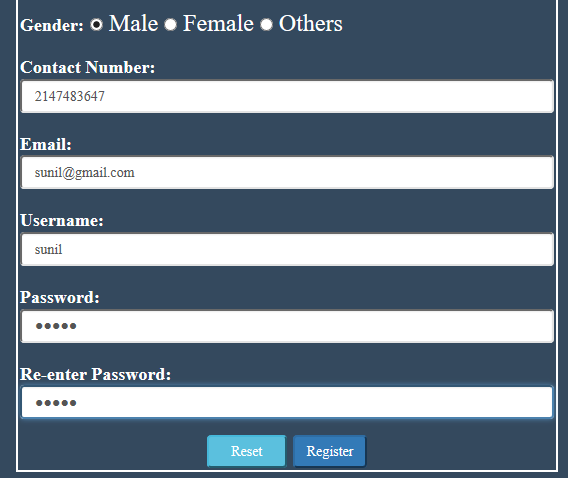 Gender: Male Female Others
Contact Number:
2147483647
Email:
sunil@gmail.com
Username:
sunil
Password:
•••••
Re-enter Password:
•••••
Reset Register